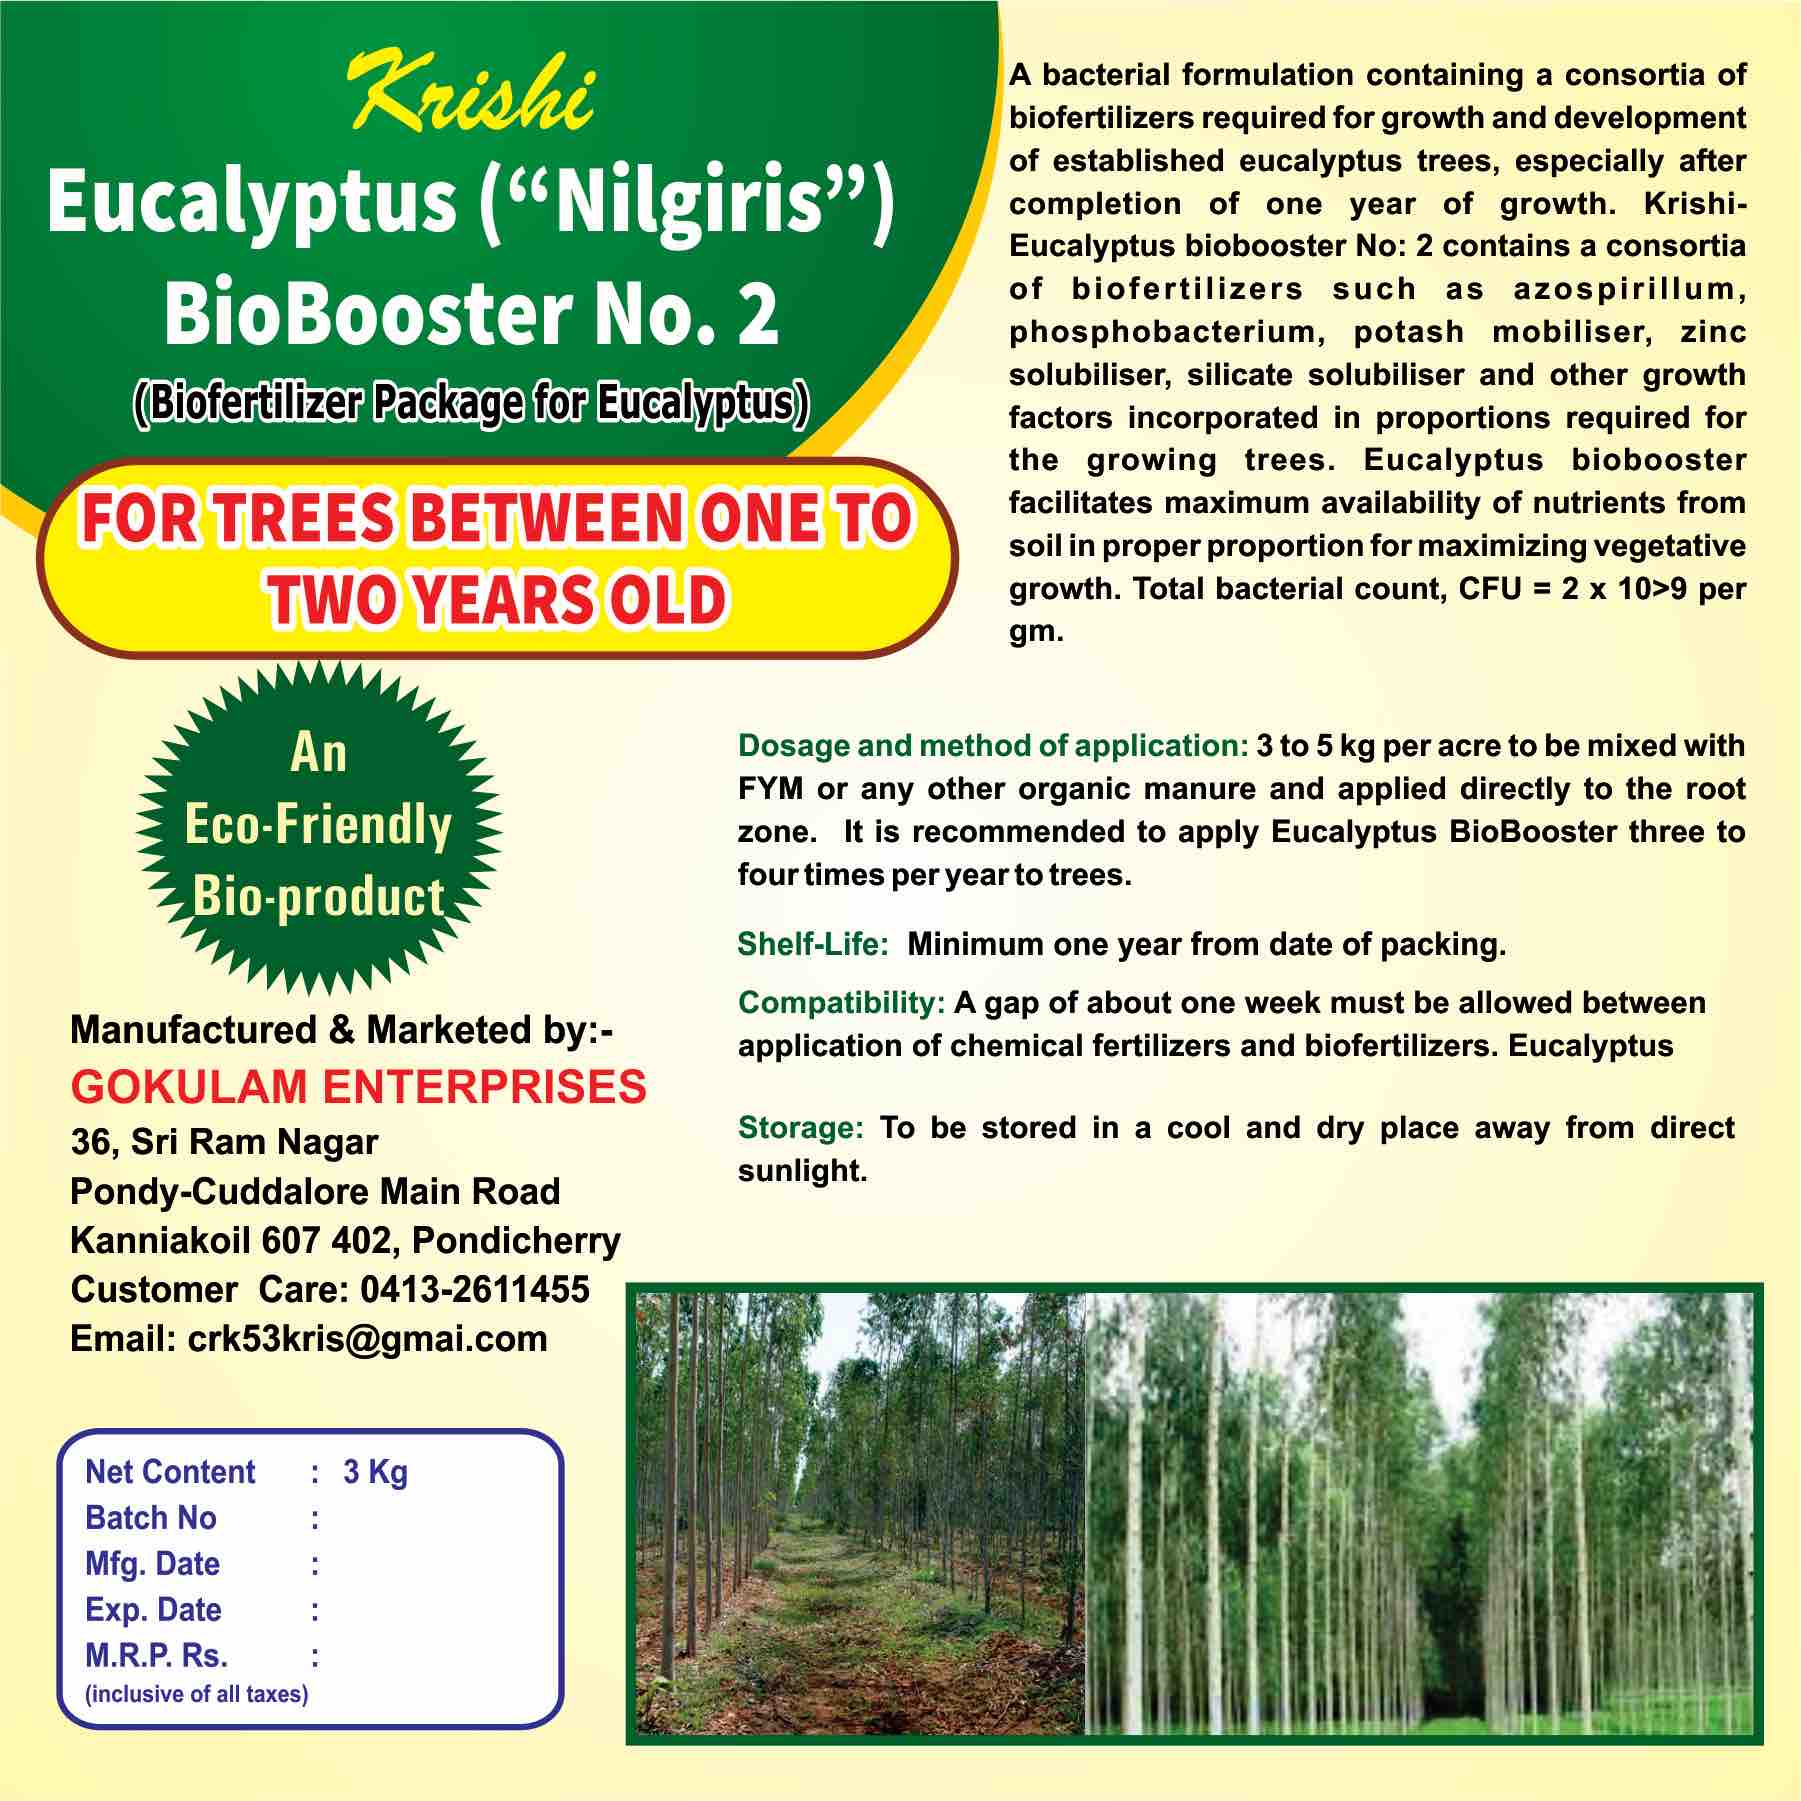 Krishi
Eucalyptus (“Nilgiris”)
BioBooster No. 2
(Biofertilizer Package for Eucalyptus)
FOR TREES BETWEEN ONE TO
TWO YEARS OLD
A bacterial formulation containing a consortia of
biofertilizers required for growth and development
of established eucalyptus trees, especially after
completion of one year of growth. Krishi-
Eucalyptus biobooster No: 2 contains a consortia
of biofertilizers such as azospirillum,
phosphobacterium, potash mobiliser, zinc
solubiliser, silicate solubiliser and other growth
factors incorporated in proportions required for
the growing trees. Eucalyptus biobooster
facilitates maximum availability of nutrients from
soil in proper proportion for maximizing vegetative
growth. Total bacterial count, CFU = 2 x 10>9 per
gm.
An
Eco-Friendly
Bio-product
Dosage and method of application: 3 to 5 kg per acre to be mixed with
FYM or any other organic manure and applied directly to the root
zone. It is recommended to apply Eucalyptus BioBooster three to
four times per year to trees.
Shelf-Life: Minimum one year from date of packing.
Compatibility: A gap of about one week must be allowed between
application of chemical fertilizers and biofertilizers. Eucalyptus
Storage: To be stored in a cool and dry place away from direct
sunlight.
Manufactured & Marketed by:-
GOKULAM ENTERPRISES
36, Sri Ram Nagar
Pondy-Cuddalore Main Road
Kanniakoil 607 402, Pondicherry
Customer Care: 0413-2611455
Email: crk53kris@gmai.com
Net Content : 3 Kg
Batch No :
Mfg. Date :
Exp. Date :
M.R.P. Rs. :
(inclusive of all taxes)